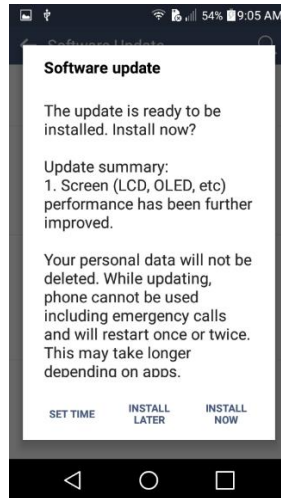 54% 9:05 AM
Software Update
Software update
The update is ready to be
installed. Install now?
Update summary:
1. Screen (LCD, OLED, etc)
performance has been further
improved.
Your personal data will not be
deleted. While updating,
phone cannot be used
including emergency calls
and will restart once or twice.
This may take longer
depending on apps.
SET TIME
INSTALL
LATER
INSTALL
NOW